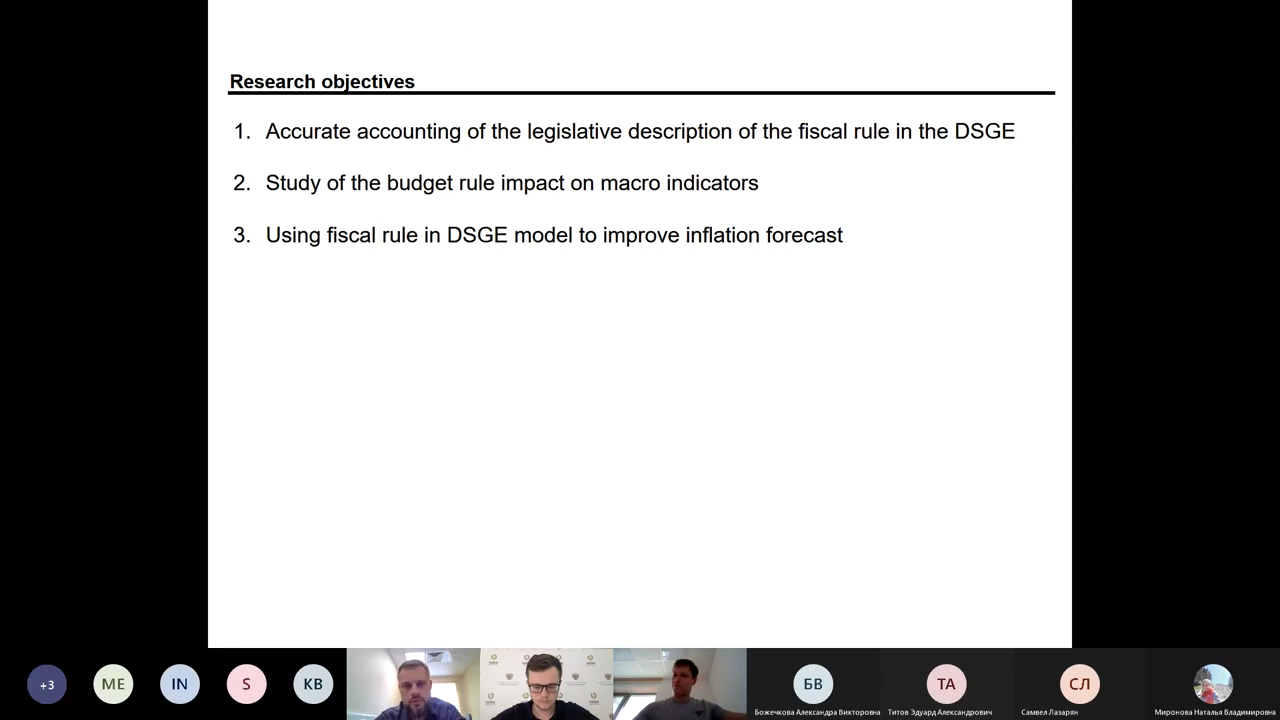 Research objectives
1. Accurate accounting of the legislative description of the fiscal rule in the DSGE
2. Study of the budget rule impact on macro indicators
3. Using fiscal rule in DSGE model to improve inflation forecast
+3
ME
IN
S
KB
БВ
ТА
СЛ
Божечкова Александра Викторовна
Титов Эдуард Александрович
Самвел Лазарян
Миронова Наталья Владимировна